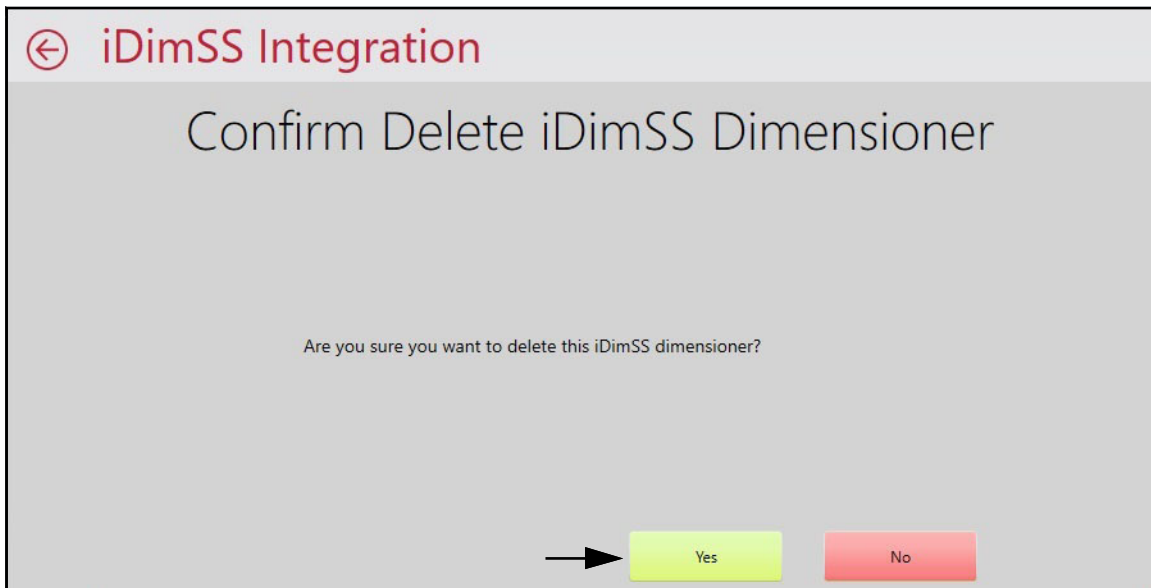 iDimSS Integration
Confirm Delete iDimSS Dimensioner
Are you sure you want to delete this iDimSS dimensioner?
Yes No